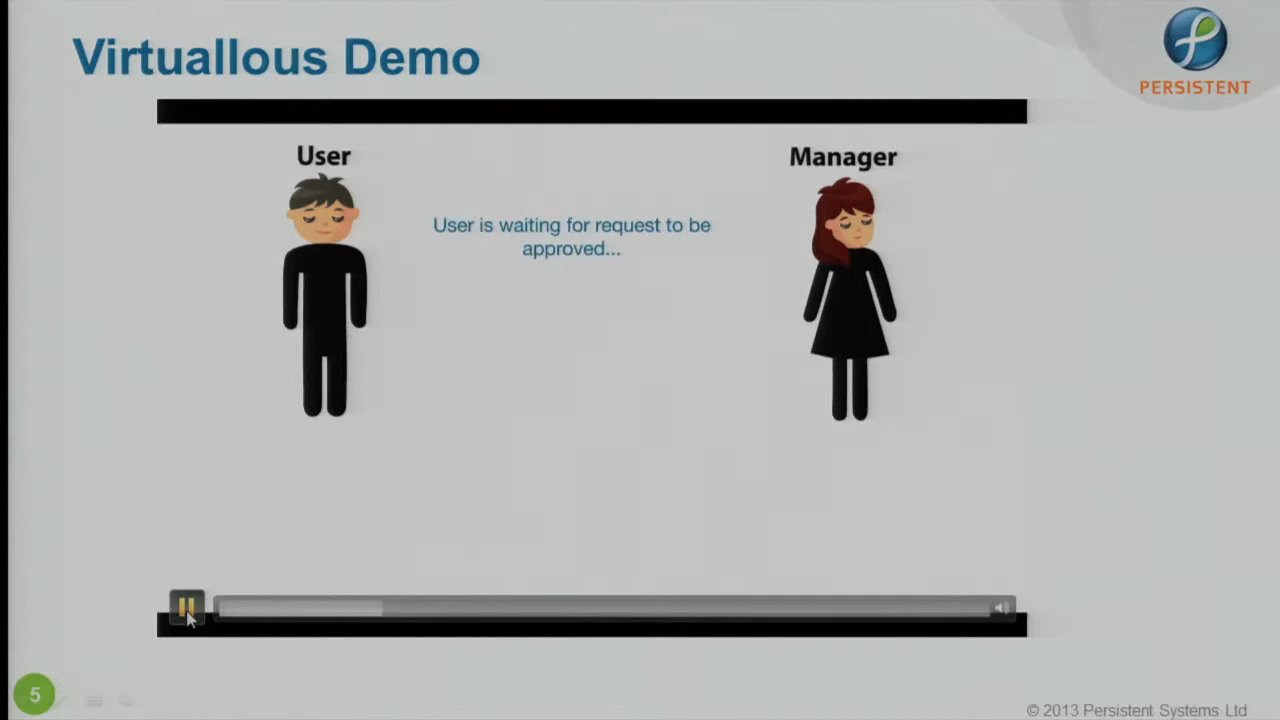 Virtuallous Demo
PERSISTENT
User
Manager
User is waiting for request to be
approved...
5
© 2013 Persistent Systems Ltd